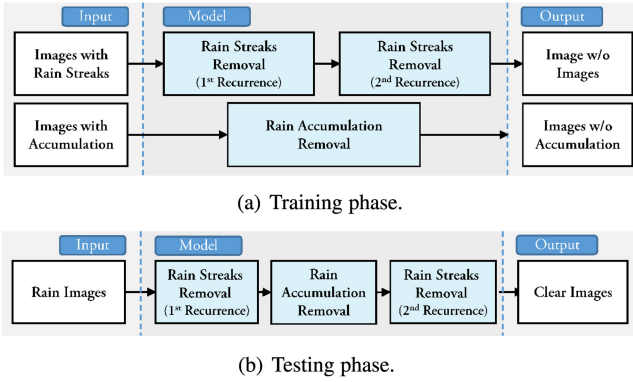 Input
Model
Output
Images with
Rain Streaks
Rain Streaks
Removal
(1st Recurrence)
Rain Streaks
Removal
(2nd Recurrence)
Image w/o
Images
Images with
Accumulation
Rain Accumulation
Removal
Images w/o
Accumulation
(a) Training phase.
Input
Model
Output
Rain Images
Rain Streaks
Removal
(1st Recurrence)
Rain
Accumulation
Removal
Rain Streaks
Removal
(2nd Recurrence)
Clear Images
(b) Testing phase.